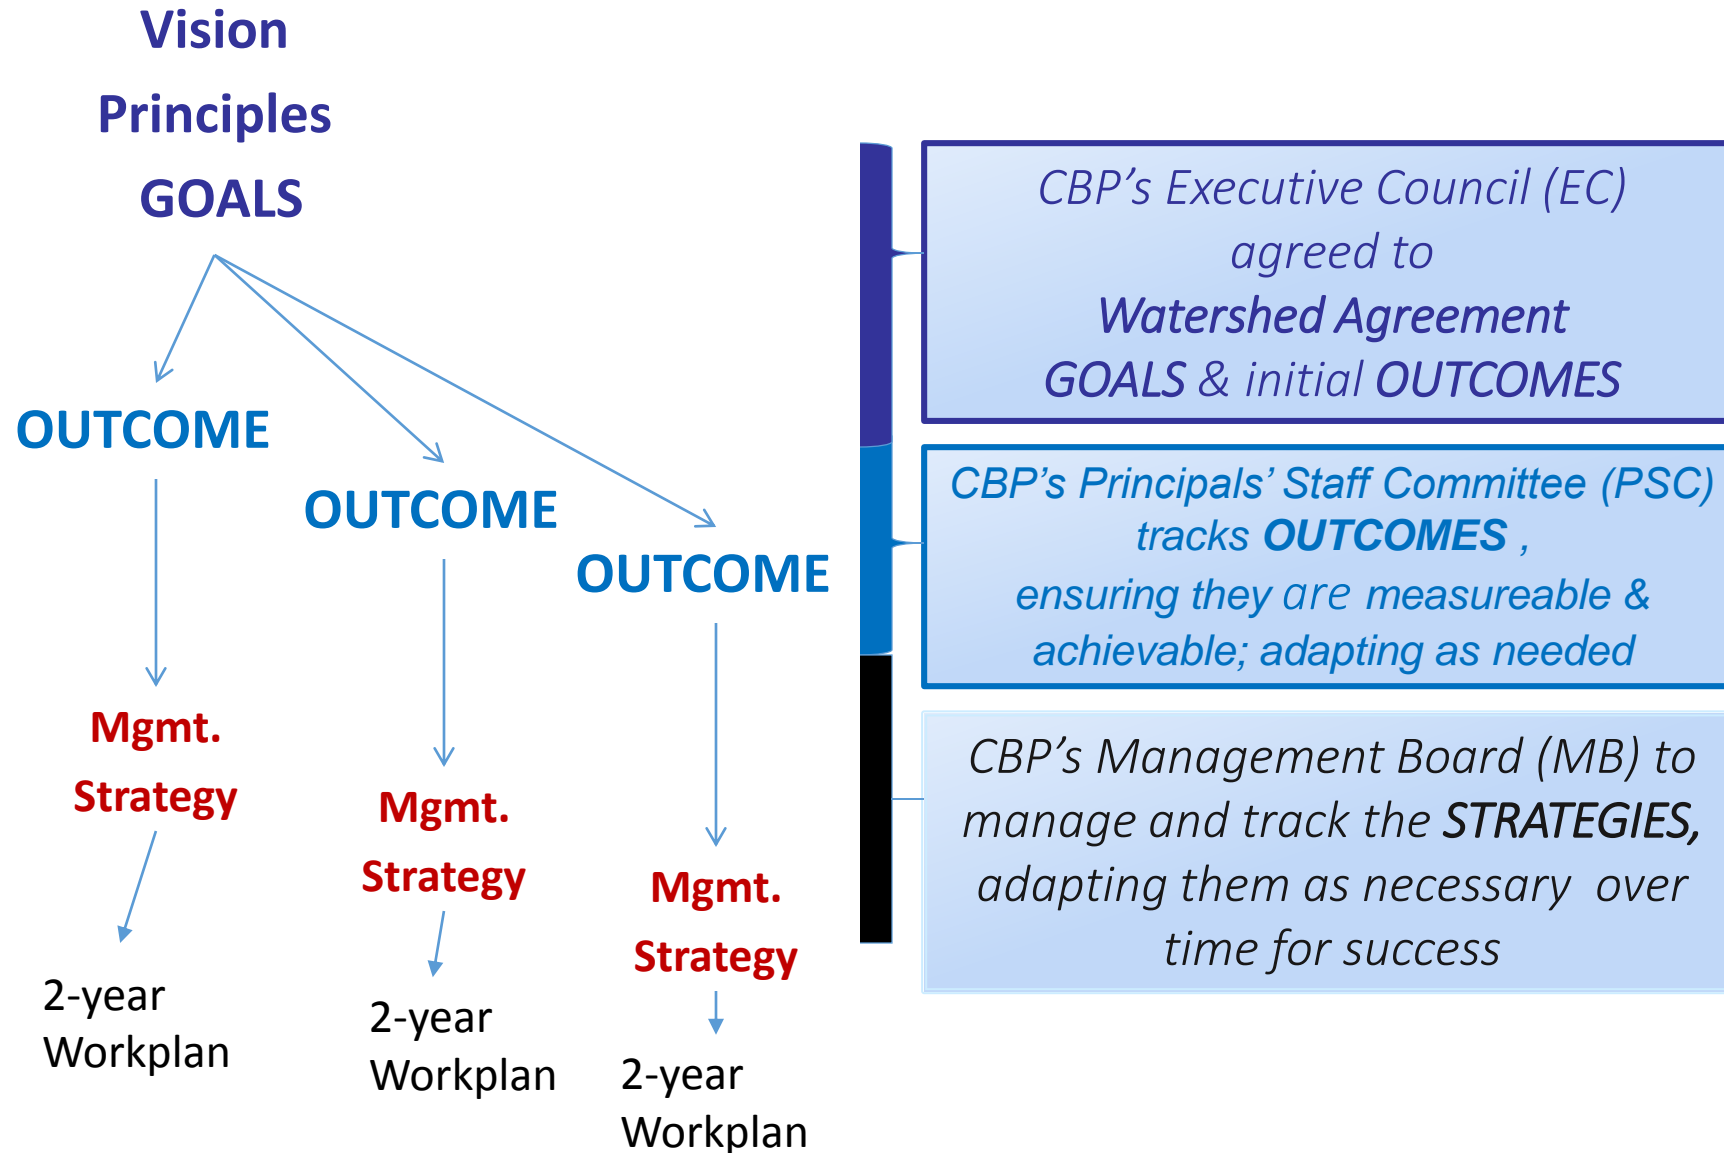 Vision
Principles
GOALS
OUTCOME
Mgmt.
Strategy
2-year
Workplan
OUTCOME
Mgmt.
Strategy
2-year
Workplan
OUTCOME
Mgmt.
Strategy
2-year
Workplan
CBP’s Executive Council (EC)
agreed to
Watershed Agreement
GOALS & initial OUTCOMES
CBP’s Principals’ Staff Committee (PSC)
tracks OUTCOMES ,
ensuring they are measureable &
achievable; adapting as needed
CBP’s Management Board (MB) to
manage and track the STRATEGIES,
adapting them as necessary over
time for success